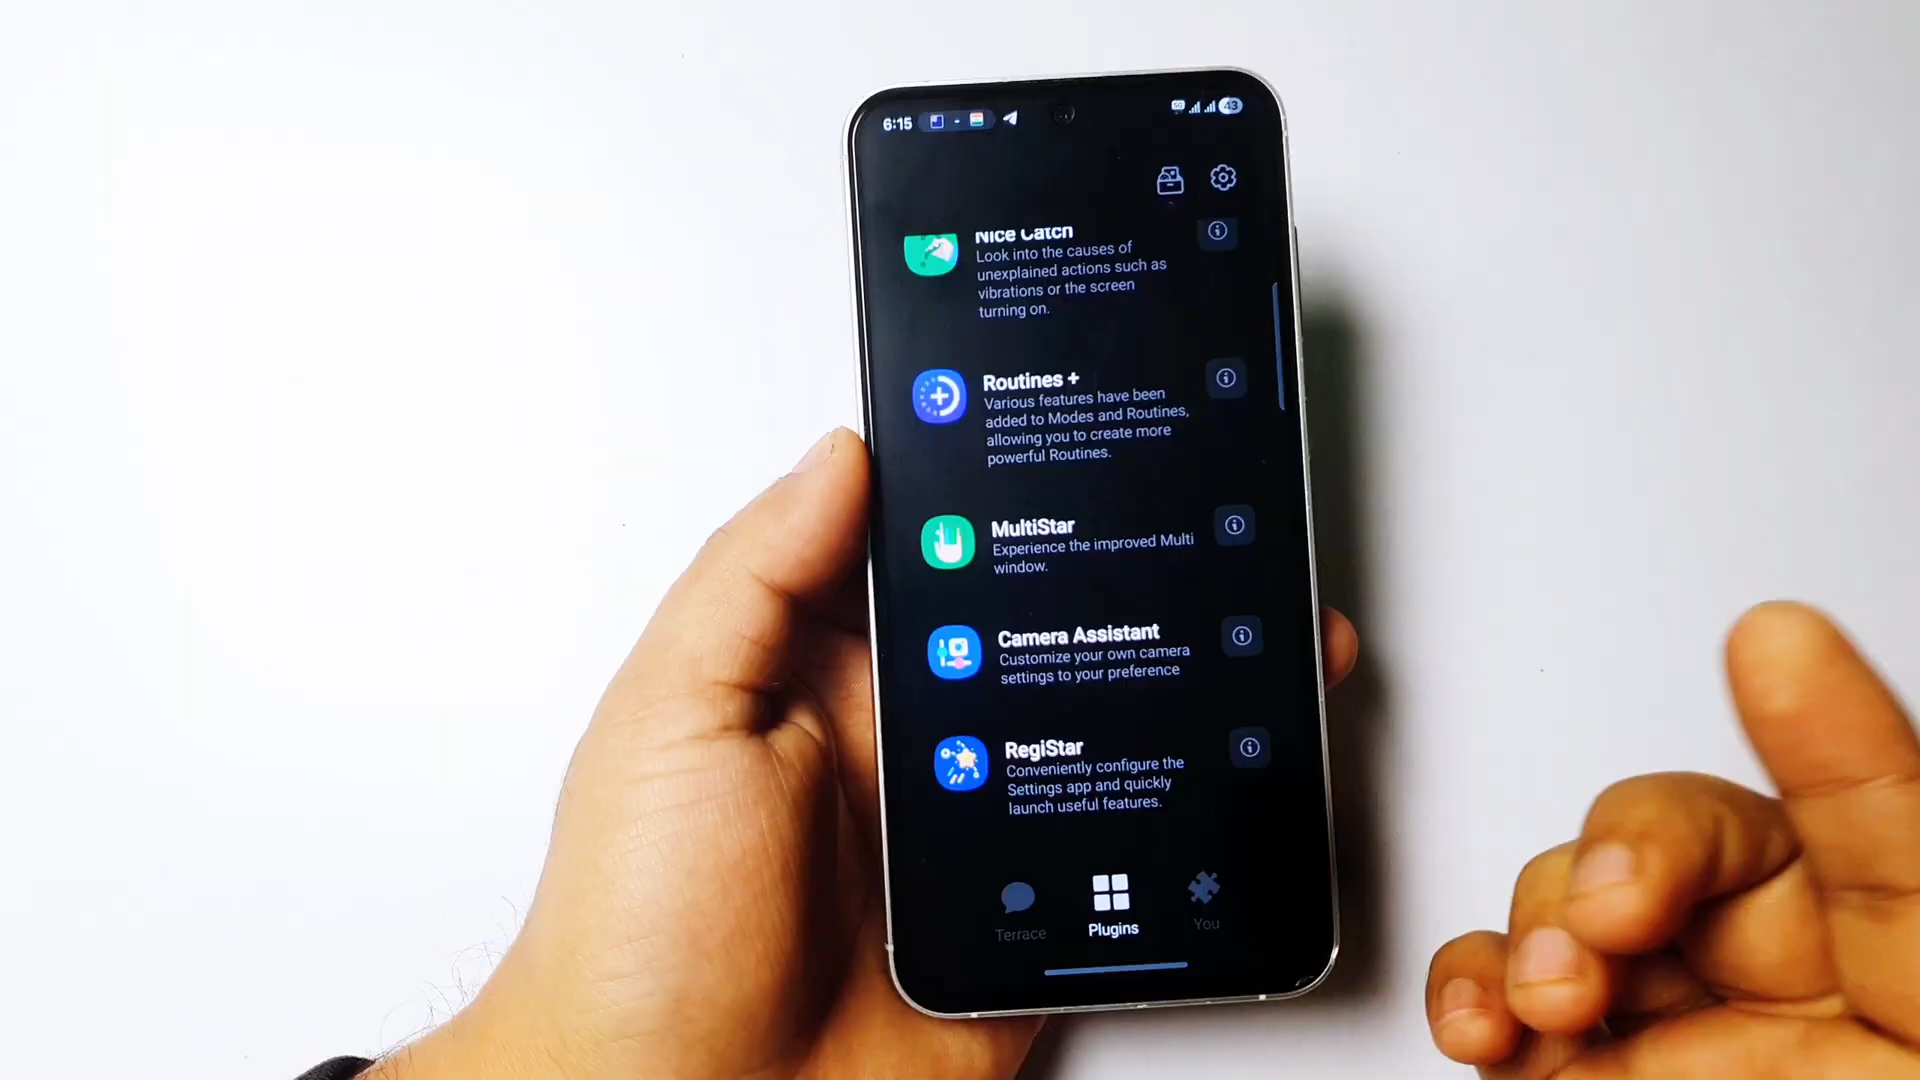 6:15
43
Nice Catch
Look into the causes of
unexplained actions such as
vibrations or the screen
turning on.
Routines +
Various features have been
added to Modes and Routines,
allowing you to create more
powerful Routines.
MultiStar
Experience the improved Multi
window.
Camera Assistant
Customize your own camera
settings to your preference
RegiStar
Conveniently configure the
Settings app and quickly
launch useful features.
Terrace
Plugins
You